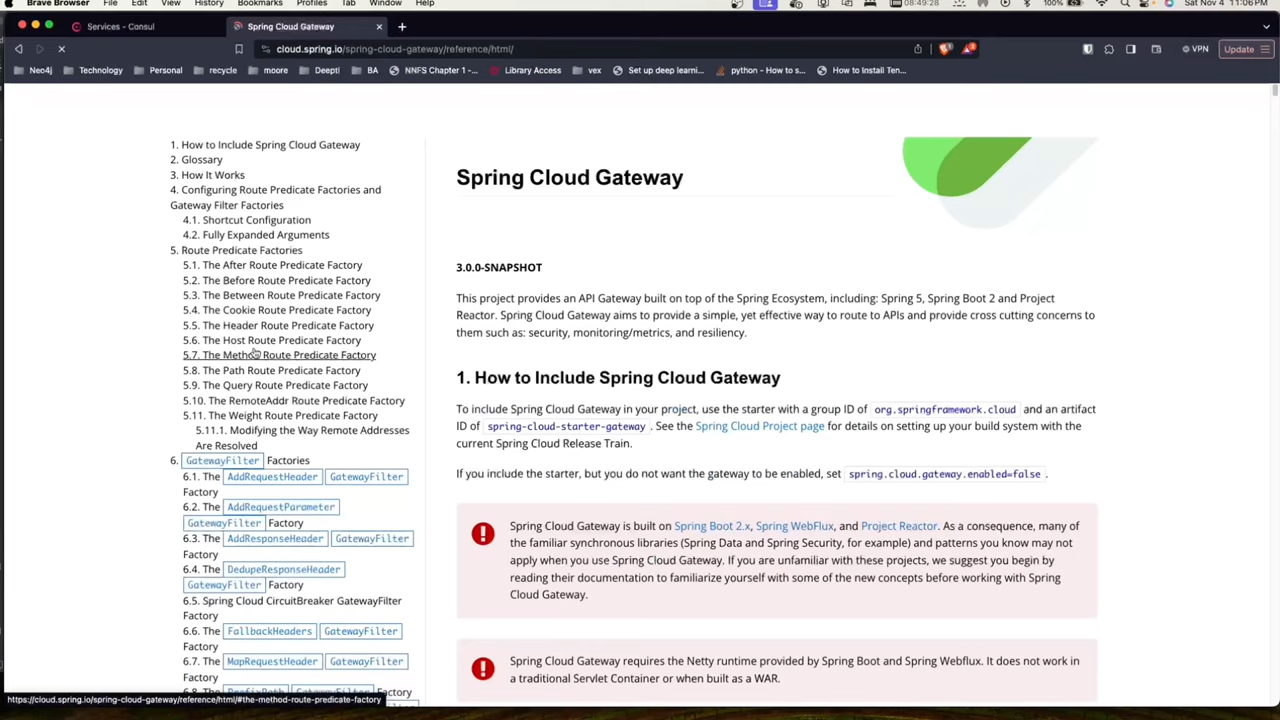 Brave Browser File Edit View History Bookmarks Profiles Tab Window Help 08:49:28 100% Sat Nov 4 11:06 PM
Services - Consul Spring Cloud Gateway
cloud.spring.io/spring-cloud-gateway/reference/html/ VPN Update
Neo4j Technology Personal recycle moore Deepti BA NNFS Chapter 1 -... Library Access vex Set up deep learni... python - How to s... How to Install Ten...
1. How to Include Spring Cloud Gateway
2. Glossary
3. How It Works
4. Configuring Route Predicate Factories and
Gateway Filter Factories
4.1. Shortcut Configuration
4.2. Fully Expanded Arguments
5. Route Predicate Factories
5.1. The After Route Predicate Factory
5.2. The Before Route Predicate Factory
5.3. The Between Route Predicate Factory
5.4. The Cookie Route Predicate Factory
5.5. The Header Route Predicate Factory
5.6. The Host Route Predicate Factory
5.7. The Method Route Predicate Factory
5.8. The Path Route Predicate Factory
5.9. The Query Route Predicate Factory
5.10. The RemoteAddr Route Predicate Factory
5.11. The Weight Route Predicate Factory
5.11.1. Modifying the Way Remote Addresses
Are Resolved
6. GatewayFilter Factories
6.1. The AddRequestHeader GatewayFilter
Factory
6.2. The AddRequestParameter
GatewayFilter Factory
6.3. The AddResponseHeader GatewayFilter
Factory
6.4. The DedupeResponseHeader
GatewayFilter Factory
6.5. Spring Cloud CircuitBreaker GatewayFilter
Factory
6.6. The FallbackHeaders GatewayFilter
Factory
6.7. The MapRequestHeader GatewayFilter
Factory
6.8. The PrefixPath GatewayFilter Factory
https://cloud.spring.io/spring-cloud-gateway/reference/html/#the-method-route-predicate-factory
Spring Cloud Gateway
3.0.0-SNAPSHOT
This project provides an API Gateway built on top of the Spring Ecosystem, including: Spring 5, Spring Boot 2 and Project
Reactor. Spring Cloud Gateway aims to provide a simple, yet effective way to route to APIs and provide cross cutting concerns to
them such as: security, monitoring/metrics, and resiliency.
1. How to Include Spring Cloud Gateway
To include Spring Cloud Gateway in your project, use the starter with a group ID of org.springframework.cloud and an artifact
ID of spring-cloud-starter-gateway. See the Spring Cloud Project page for details on setting up your build system with the
current Spring Cloud Release Train.
If you include the starter, but you do not want the gateway to be enabled, set spring.cloud.gateway.enabled=false.
Spring Cloud Gateway is built on Spring Boot 2.x, Spring WebFlux, and Project Reactor. As a consequence, many of
the familiar synchronous libraries (Spring Data and Spring Security, for example) and patterns you know may not
apply when you use Spring Cloud Gateway. If you are unfamiliar with these projects, we suggest you begin by
reading their documentation to familiarize yourself with some of the new concepts before working with Spring
Cloud Gateway.
Spring Cloud Gateway requires the Netty runtime provided by Spring Boot and Spring Webflux. It does not work in
a traditional Servlet Container or when built as a WAR.